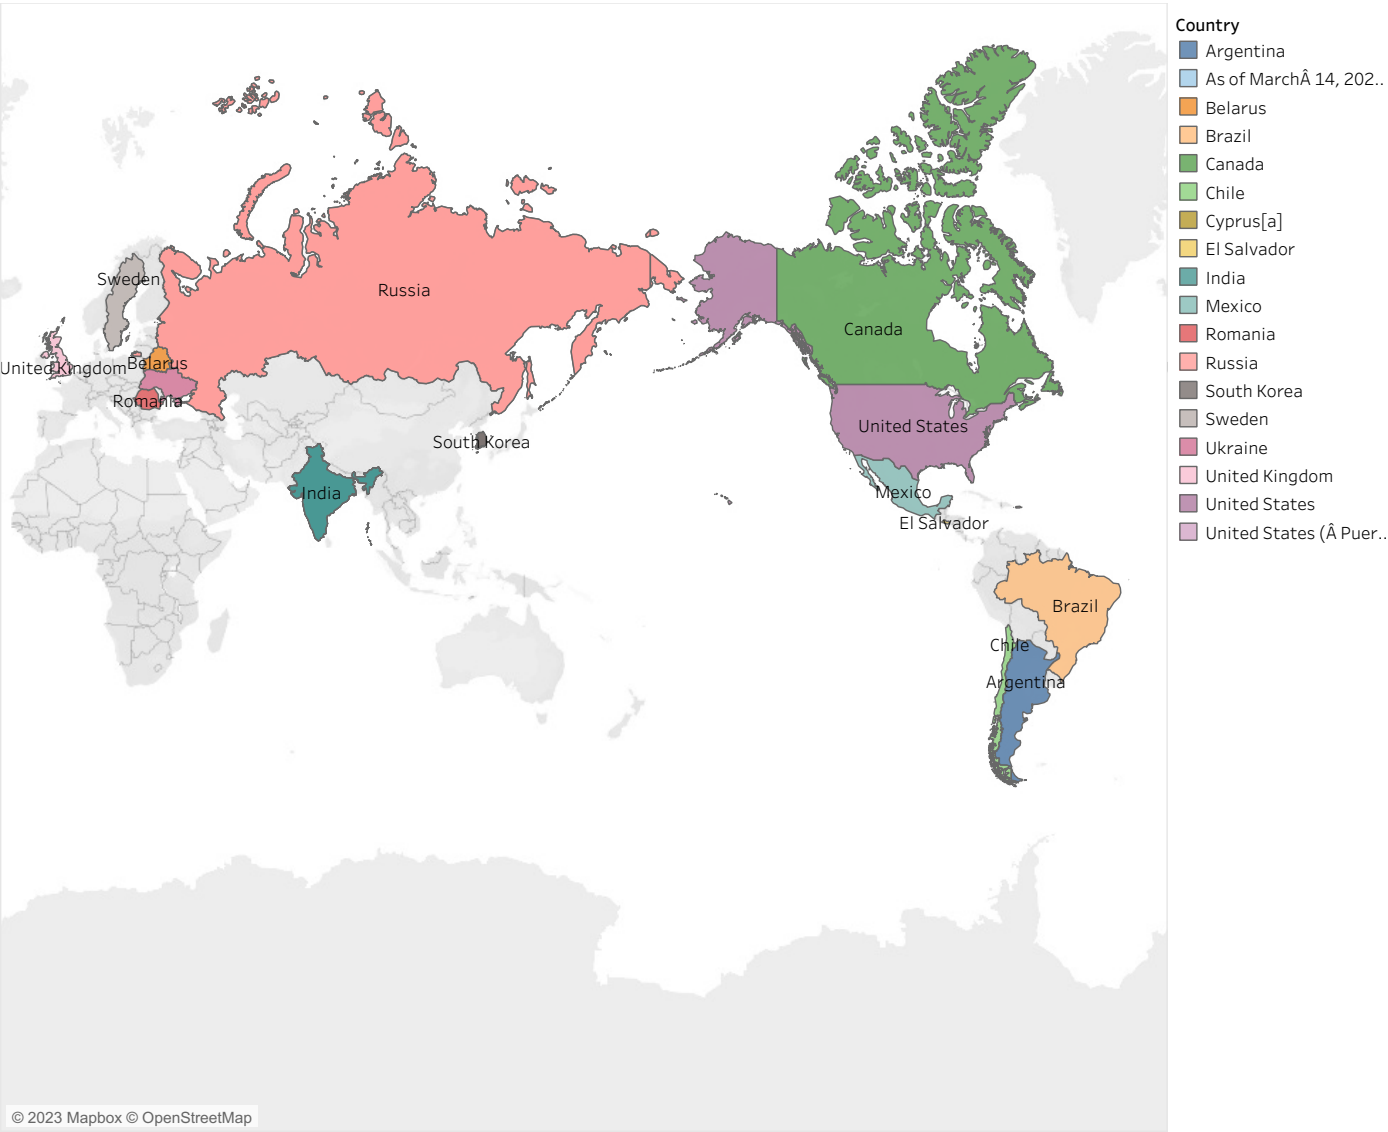 Country
Argentina
As of MarchÂ 14, 202..
Belarus
Brazil
Canada
Chile
Cyprus[a]
El Salvador
India
Mexico
Romania
Russia
South Korea
Sweden
Ukraine
United Kingdom
United States
United States (Â Puer..
Sweden
Russia
Canada
United Kingdom
Belarus
Romania
United States
South Korea
India
Mexico
El Salvador
Brazil
Chile
Argentina
© 2023 Mapbox © OpenStreetMap